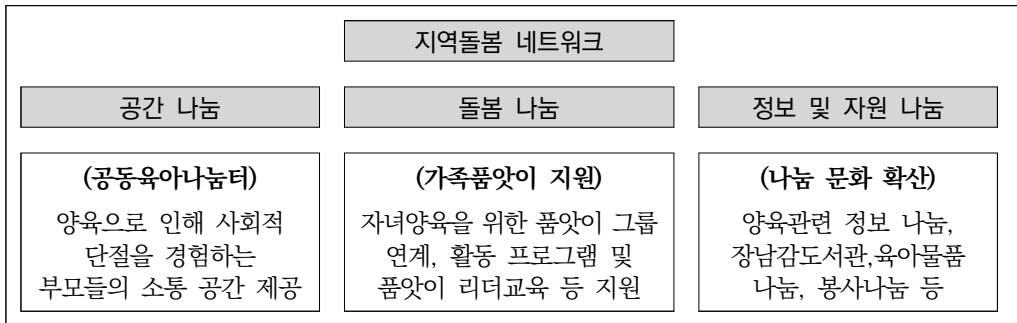 지역돌봄 네트워크
공간 나눔
돌봄 나눔
정보 및 자원 나눔
(공동육아나눔터)
양육으로 인해 사회적
단절을 경험하는
부모들의 소통 공간 제공
(가족품앗이 지원)
자녀양육을 위한 품앗이 그룹
연계, 활동 프로그램 및
품앗이 리더교육 등 지원
(나눔 문화 확산)
양육관련 정보 나눔,
장남감도서관,육아물품
나눔, 봉사나눔 등